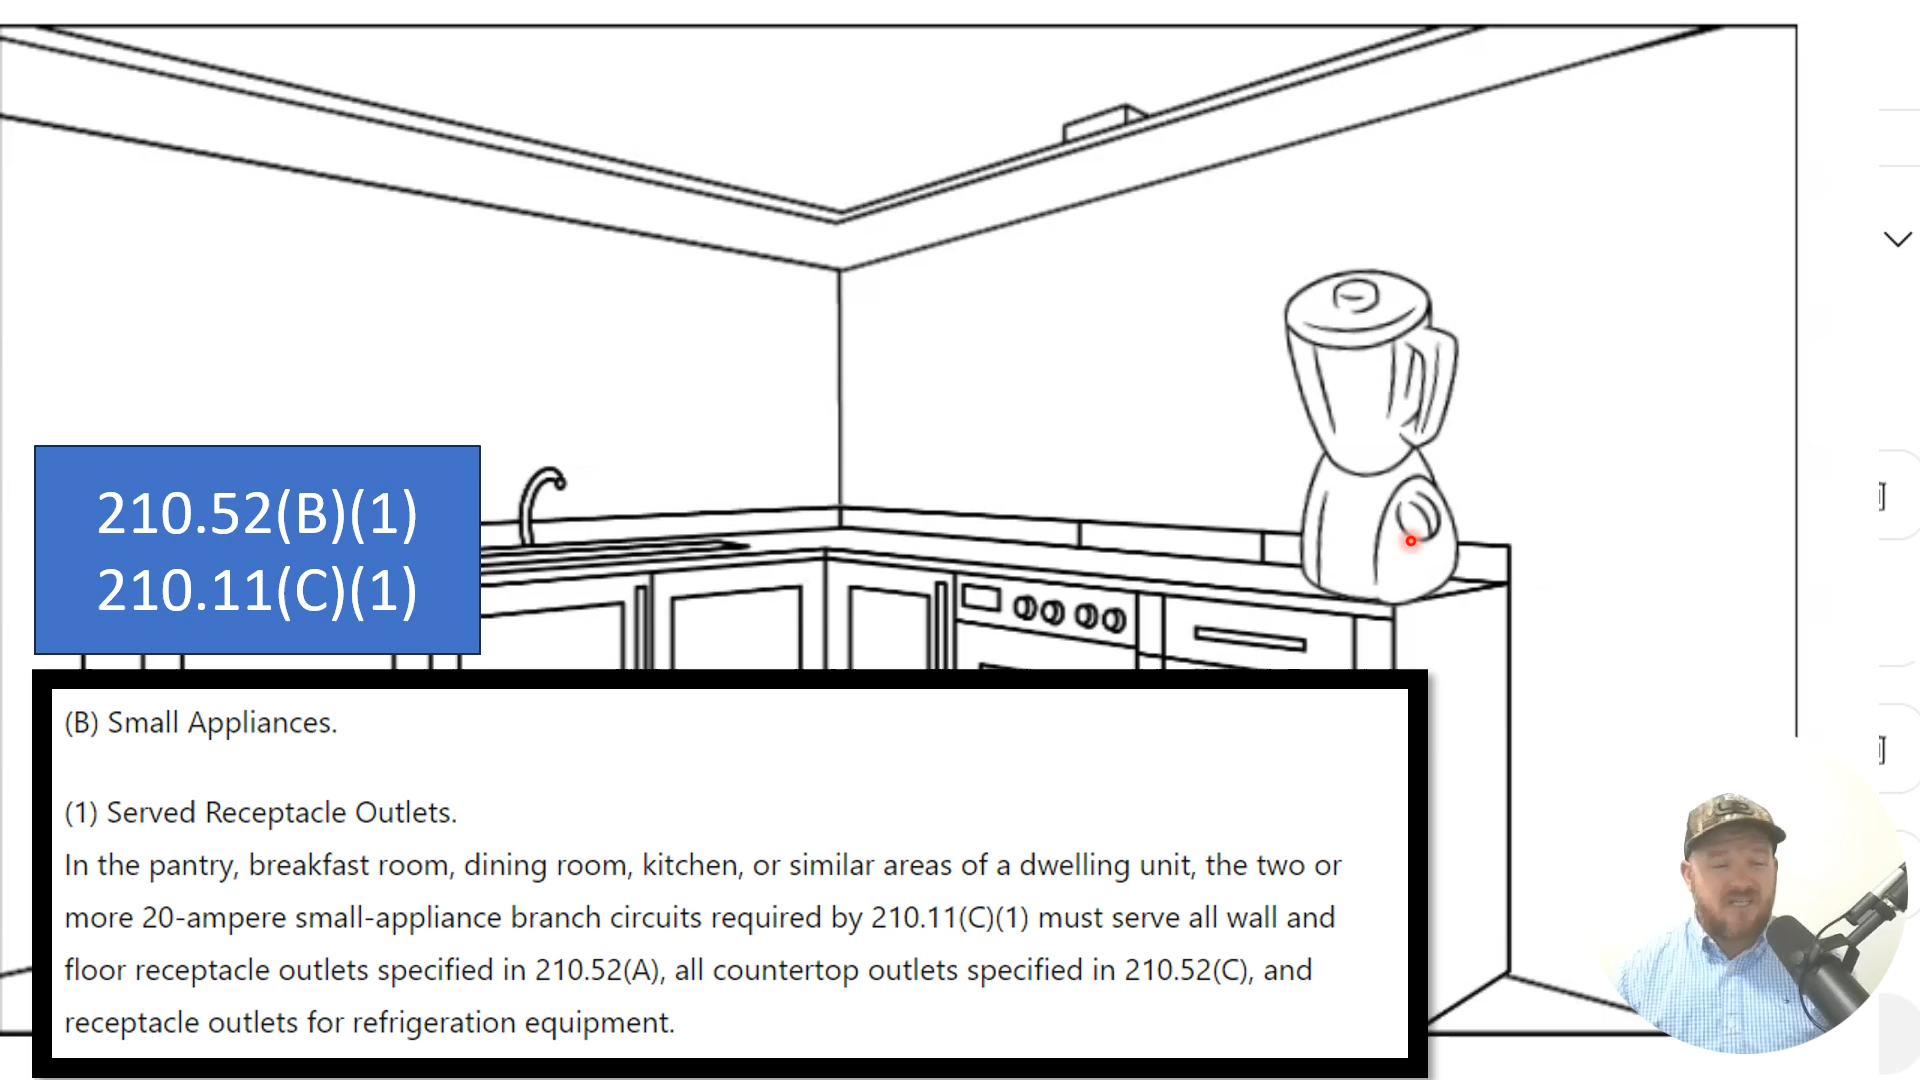 210.52(B)(1)
210.11(C)(1)
(B) Small Appliances.
(1) Served Receptacle Outlets.
In the pantry, breakfast room, dining room, kitchen, or similar areas of a dwelling unit, the two or
more 20-ampere small-appliance branch circuits required by 210.11(C)(1) must serve all wall and
floor receptacle outlets specified in 210.52(A), all countertop outlets specified in 210.52(C), and
receptacle outlets for refrigeration equipment.